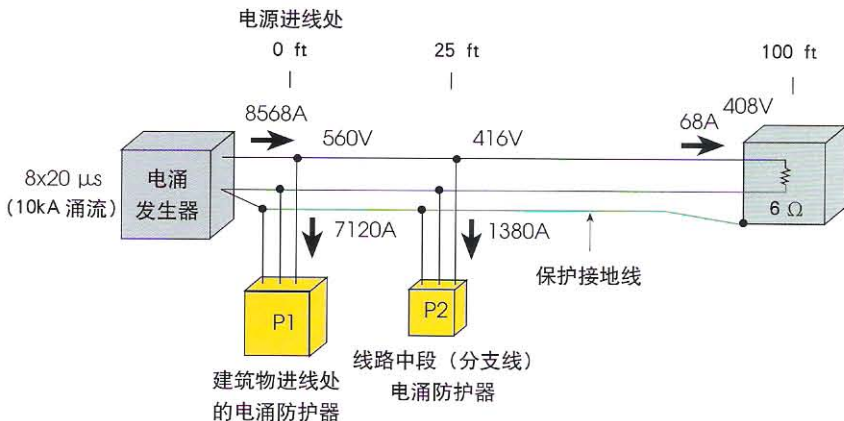 电源进线处
0 ft
25 ft
100 ft
8568A
560V
416V
68A
408V
8x20 μs
(10kA 涌流)
电涌
发生器
6 Ω
7120A
1380A
保护接地线
P1
P2
建筑物进线处
的电涌防护器
线路中段（分支线）
电涌防护器